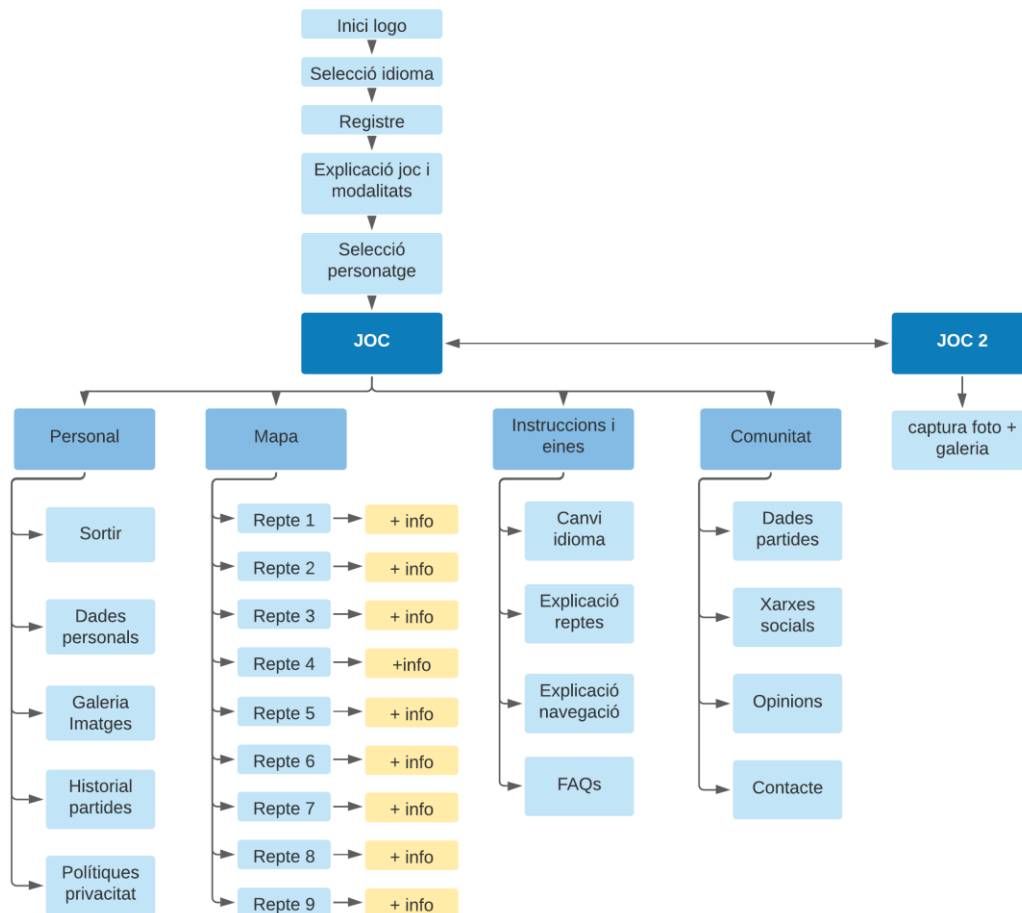 Inici logo
Selecció idioma
Registre
Explicació joc i
modalitats
Selecció
personatge
JOC
JOC 2
captura foto +
galeria
Personal
Sortir
Dades
personals
Galeria
Imatges
Historial
partides
Polítiques
privacitat
Mapa
Repte 1
+ info
Repte 2
+ info
Repte 3
+ info
Repte 4
+info
Repte 5
+ info
Repte 6
+ info
Repte 7
+ info
Repte 8
+ info
Repte 9
+ info
Instruccions i
eines
Canvi
idioma
Explicació
reptes
Explicació
navegació
FAQs
Comunitat
Dades
partides
Xarxes
socials
Opinions
Contacte